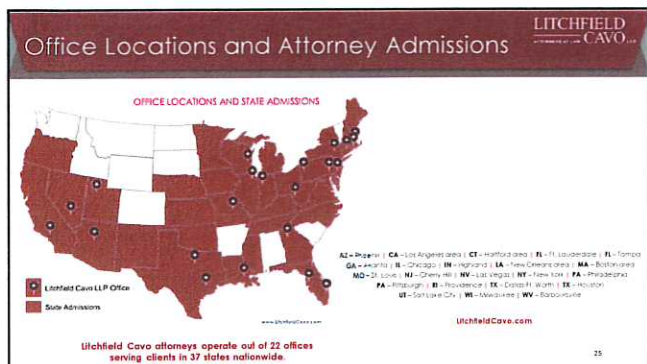 Office Locations and Attorney Admissions
LITCHFIELD
CAVO LLP
OFFICE LOCATIONS AND STATE ADMISSIONS
Litchfield Cavo LLP Office
State Admissions
www.LitchfieldCavo.com
AZ – Phoenix | CA – Los Angeles area | CT – Hartford area | FL – Ft. Lauderdale | FL – Tampa
GA – Atlanta | IL – Chicago | IN – Highland | LA – New Orleans area | MA – Boston area
MO – St. Louis | NJ – Cherry Hill | NV – Las Vegas | NY – New York | PA – Philadelphia
PA – Pittsburgh | RI – Providence | TX – Dallas Ft. Worth | TX – Houston
UT – Salt Lake City | WI – Milwaukee | WV – Barboursville
LitchfieldCavo.com
Litchfield Cavo attorneys operate out of 22 offices
serving clients in 37 states nationwide.
25